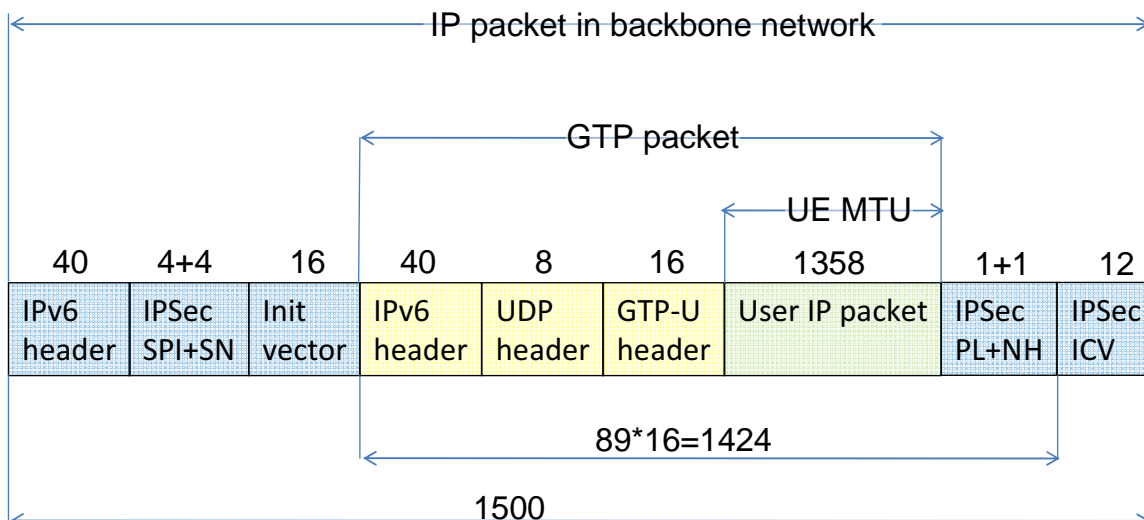 IP packet in backbone network
GTP packet
UE MTU
40 4+4 16 40 8 16 1358 1+1 12
IPv6 IPSec Init IPv6 UDP GTP-U User IP packet IPSec IPSec
header SPI+SN vector header header header PL+NH ICV
89*16=1424
1500